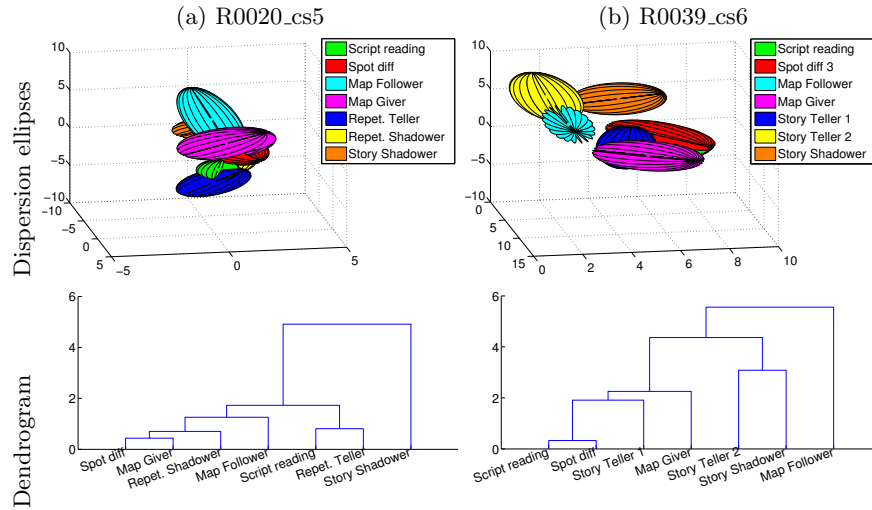 (a) R0020_cs5
(b) R0039_cs6
Dispersion ellipses
10
5
0
−5
−10
−10
−5
0
5
−5
0
5
Script reading
Spot diff
Map Follower
Map Giver
Repet. Teller
Repet. Shadower
Story Shadower
10
5
0
−5
−10
0
5
10
15
0
2
4
6
8
10
Script reading
Spot diff 3
Map Follower
Map Giver
Story Teller 1
Story Teller 2
Story Shadower
Dendrogram
6
4
2
0
Spot diff
Map Giver
Repet. Shadower
Map Follower
Script reading
Repet. Teller
Story Shadower
6
4
2
0
Script reading
Spot diff
Story Teller 1
Map Giver
Story Teller 2
Story Shadower
Map Follower